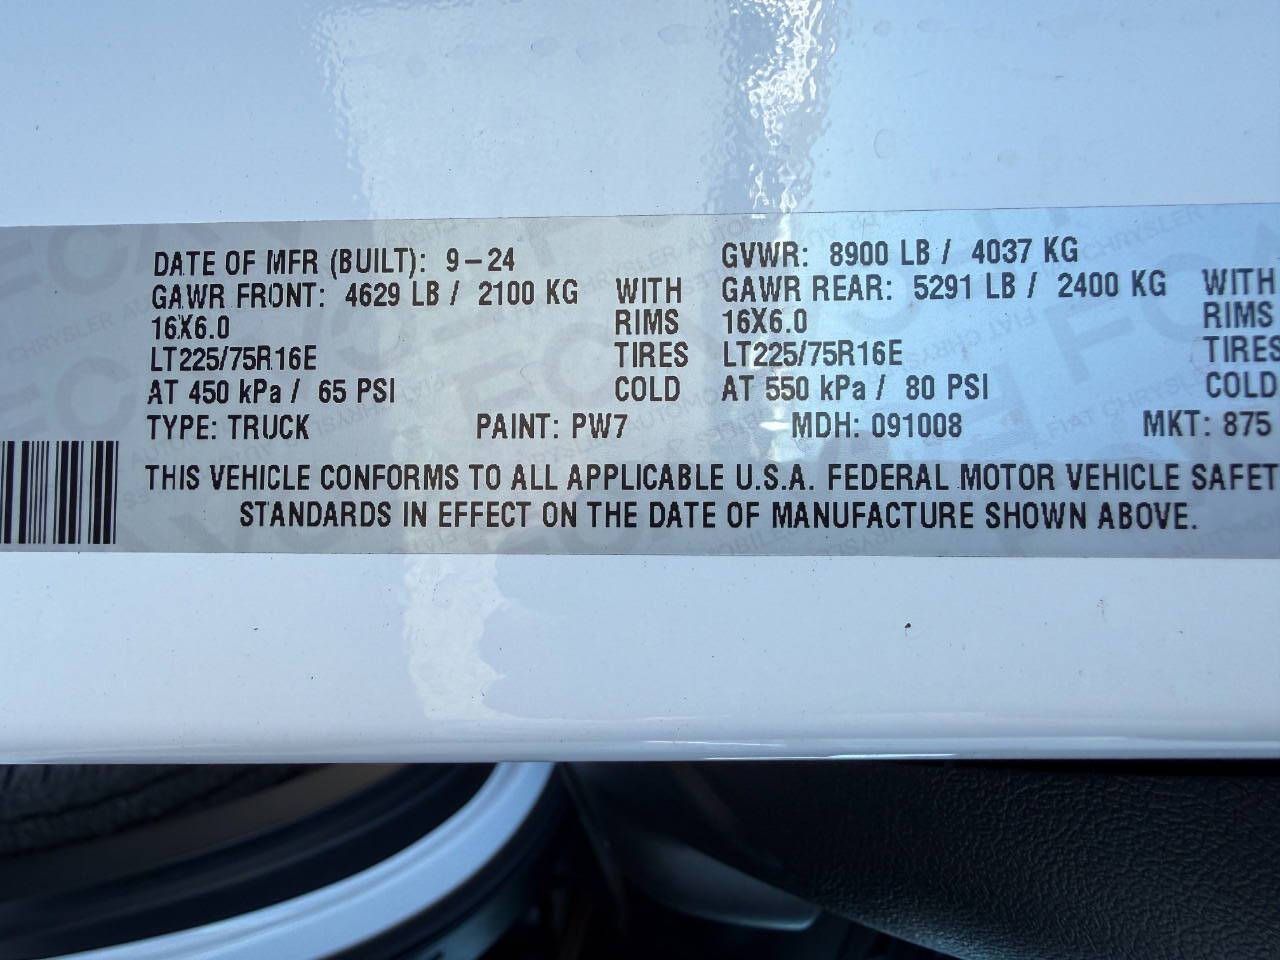 DATE OF MFR (BUILT): 9-24 GVWR: 8900 LB / 4037 KG
GAWR FRONT: 4629 LB / 2100 KG WITH GAWR REAR: 5291 LB / 2400 KG WITH
16X6.0 RIMS 16X6.0 RIMS
LT225/75R16E TIRES LT225/75R16E TIRES
AT 450 kPa / 65 PSI COLD AT 550 kPa / 80 PSI COLD
TYPE: TRUCK PAINT: PW7 MDH: 091008 MKT: 875
THIS VEHICLE CONFORMS TO ALL APPLICABLE U.S.A. FEDERAL MOTOR VEHICLE SAFET
STANDARDS IN EFFECT ON THE DATE OF MANUFACTURE SHOWN ABOVE.